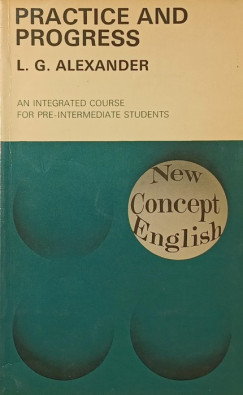 PRACTICE AND
PROGRESS
L. G. ALEXANDER
AN INTEGRATED COURSE
FOR PRE-INTERMEDIATE STUDENTS
New
Concept
English